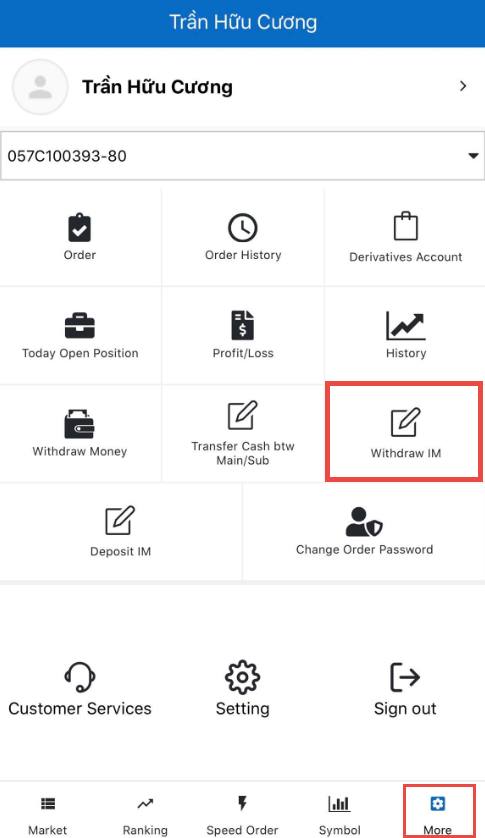 Trần Hữu Cương
Trần Hữu Cương
057C100393-80
Order
Order History
Derivatives Account
Today Open Position
Profit/Loss
History
Withdraw Money
Transfer Cash btw
Main/Sub
Withdraw IM
Deposit IM
Change Order Password
Customer Services
Setting
Sign out
Market
Ranking
Speed Order
Symbol
More